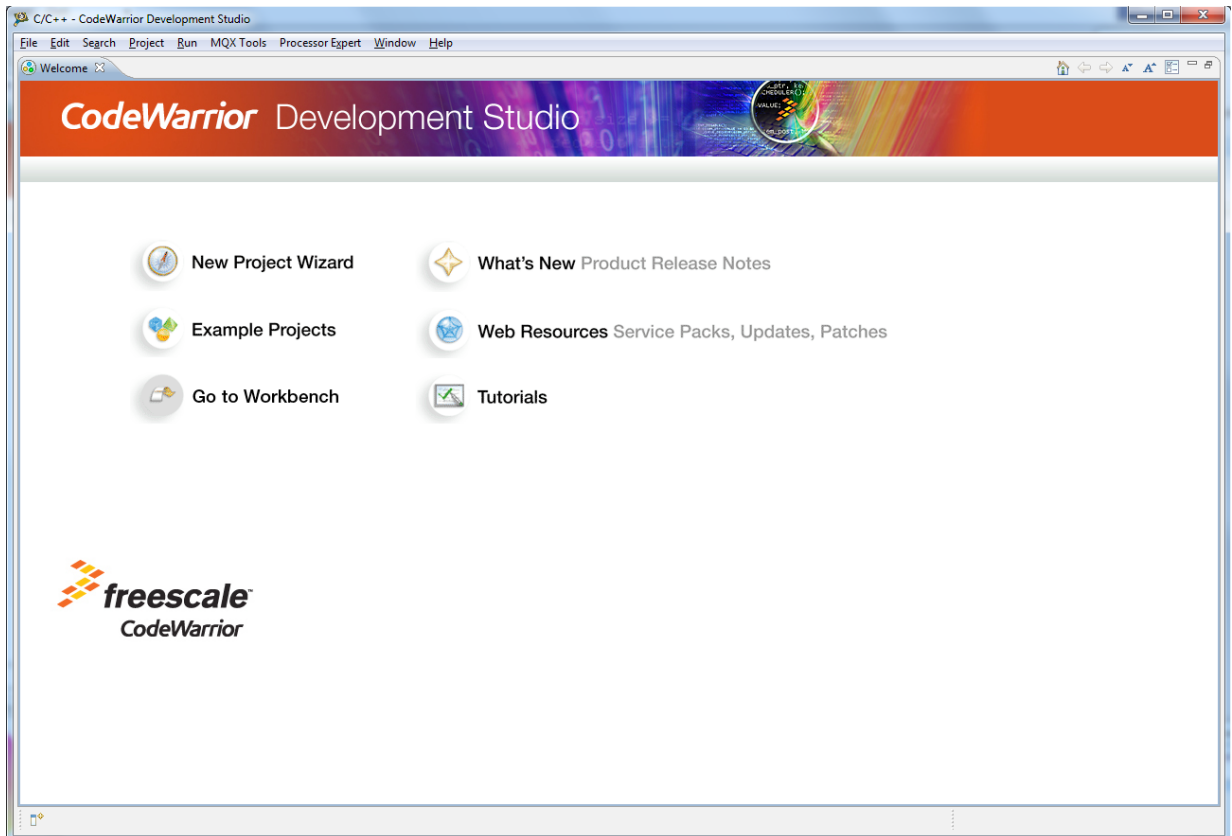 C/C++ - CodeWarrior Development Studio
File Edit Search Project Run MQX Tools Processor Expert Window Help
Welcome
CodeWarrior Development Studio
New Project Wizard
What's New Product Release Notes
Example Projects
Web Resources Service Packs, Updates, Patches
Go to Workbench
Tutorials
freescale™
CodeWarrior